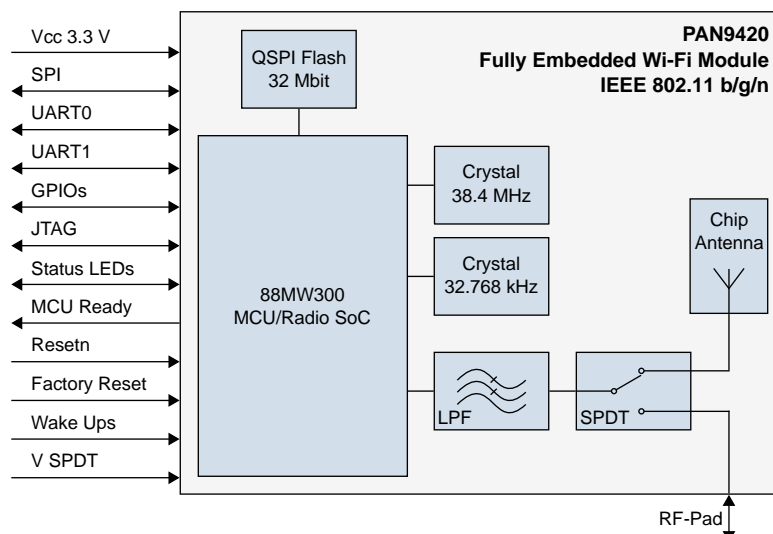 PAN9420
Fully Embedded Wi-Fi Module
IEEE 802.11 b/g/n
Vcc 3.3 V
SPI
UART0
UART1
GPIOs
JTAG
Status LEDs
MCU Ready
Resetn
Factory Reset
Wake Ups
V SPDT
QSPI Flash
32 Mbit
88MW300
MCU/Radio SoC
Crystal
38.4 MHz
Crystal
32.768 kHz
LPF
SPDT
Chip
Antenna
RF-Pad